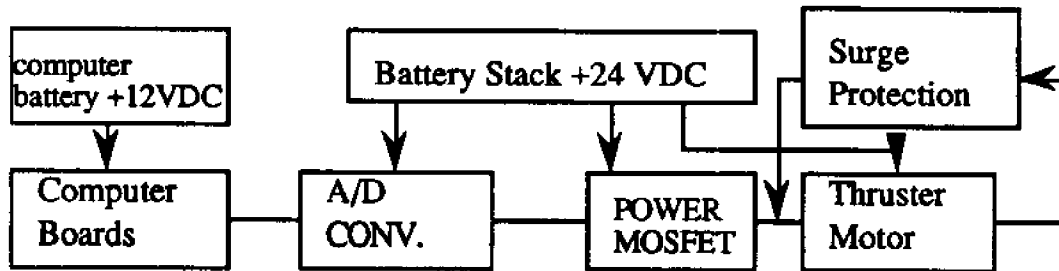 computer
battery +12VDC
Battery Stack +24 VDC
Surge
Protection
Computer
Boards
A/D
CONV.
POWER
MOSFET
Thruster
Motor